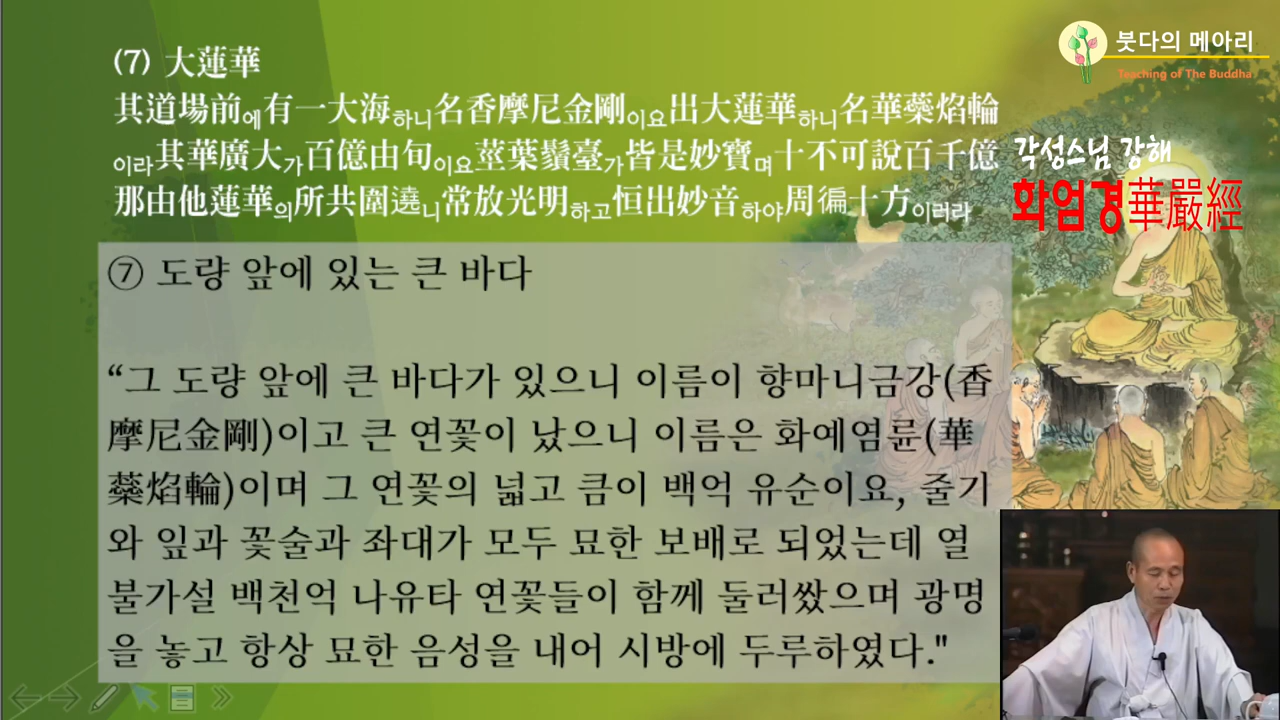 (7) 大蓮華
其道場前에有一大海하니名香摩尼金剛이요出大蓮華하니名華蘂焰輪
이라其華廣大가百億由旬이요莖葉鬚臺가皆是妙寶며十不可說百千億
那由他蓮華의所共圍遶니常放光明하고恒出妙音하야周徧十方이러라
⑦ 도량 앞에 있는 큰 바다
“그 도량 앞에 큰 바다가 있으니 이름이 향마니금강(香
摩尼金剛)이고 큰 연꽃이 났으니 이름은 화예염륜(華
蘂焰輪)이며 그 연꽃의 넓고 큼이 백억 유순이요, 줄기
와 잎과 꽃술과 좌대가 모두 묘한 보배로 되었는데 열
불가설 백천억 나유타 연꽃들이 함께 둘러쌌으며 광명
을 놓고 항상 묘한 음성을 내어 시방에 두루하였다."
붓다의 메아리
Teaching of The Buddha
각성스님 강해
화엄경華嚴經